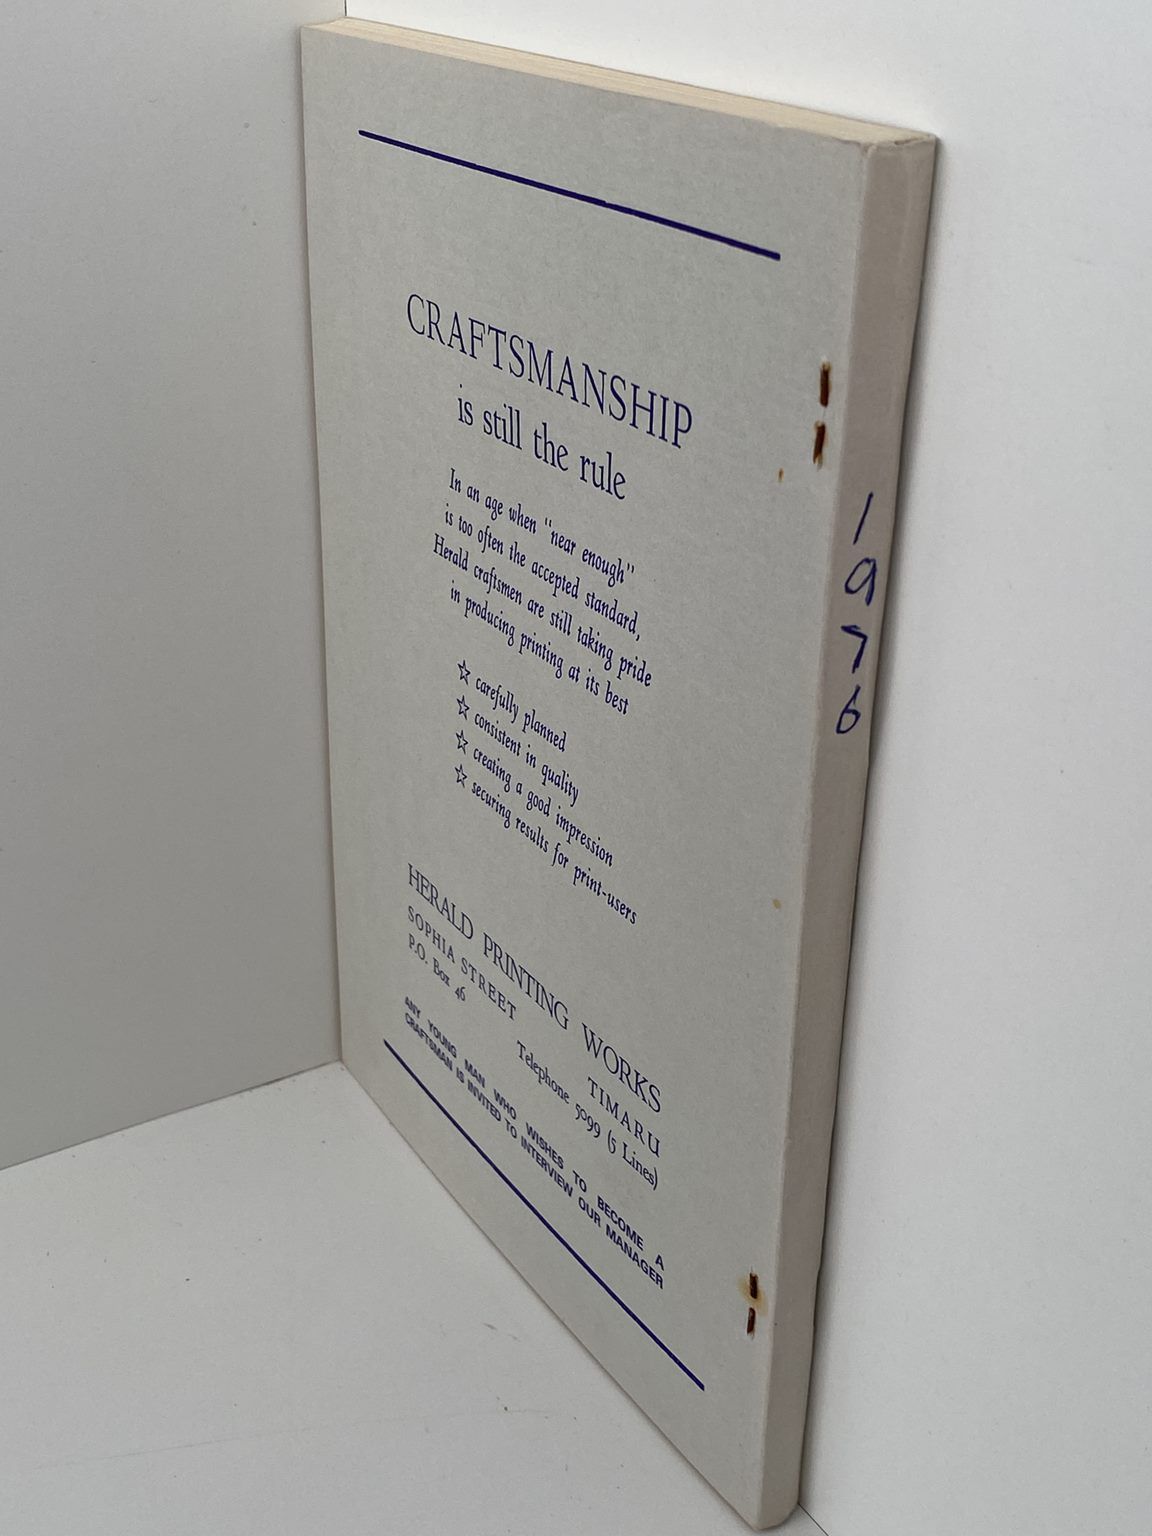 CRAFTSMANSHIP
is still the rule
In an age when "near enough"
is too often the accepted standard,
Herald craftsmen are still taking pride
in producing printing at its best
☆ carefully planned
☆ consistent in quality
☆ creating a good impression
☆ securing results for print-users
HERALD PRINTING WORKS
SOPHIA STREET TIMARU
P.O. Box 46 Telephone 5099 (5 Lines)
ANY YOUNG MAN WHO WISHES TO BECOME A
CRAFTSMAN IS INVITED TO INTERVIEW OUR MANAGER
1976